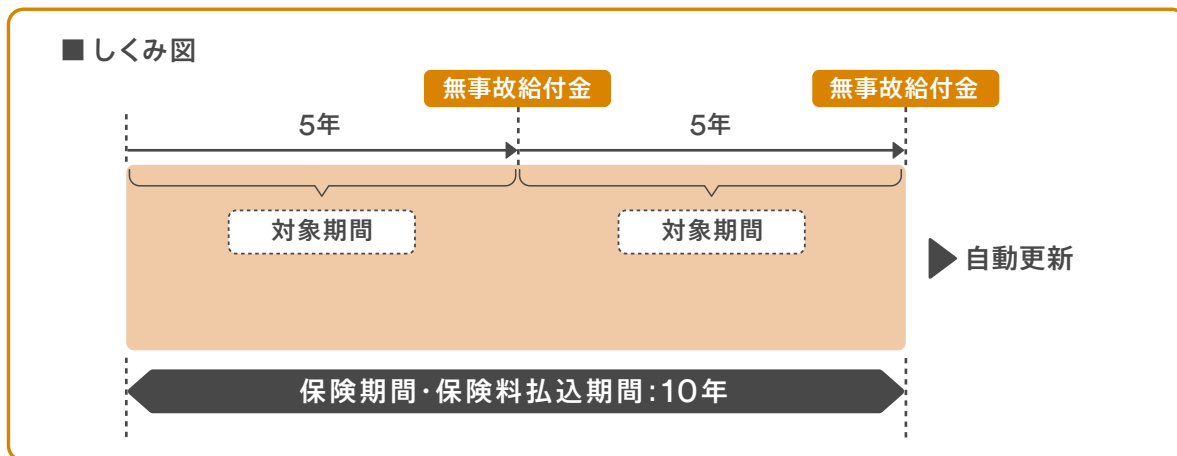 ■ しくみ図
無事故給付金 無事故給付金
5年 5年
対象期間 対象期間
自動更新
保険期間・保険料払込期間:10年